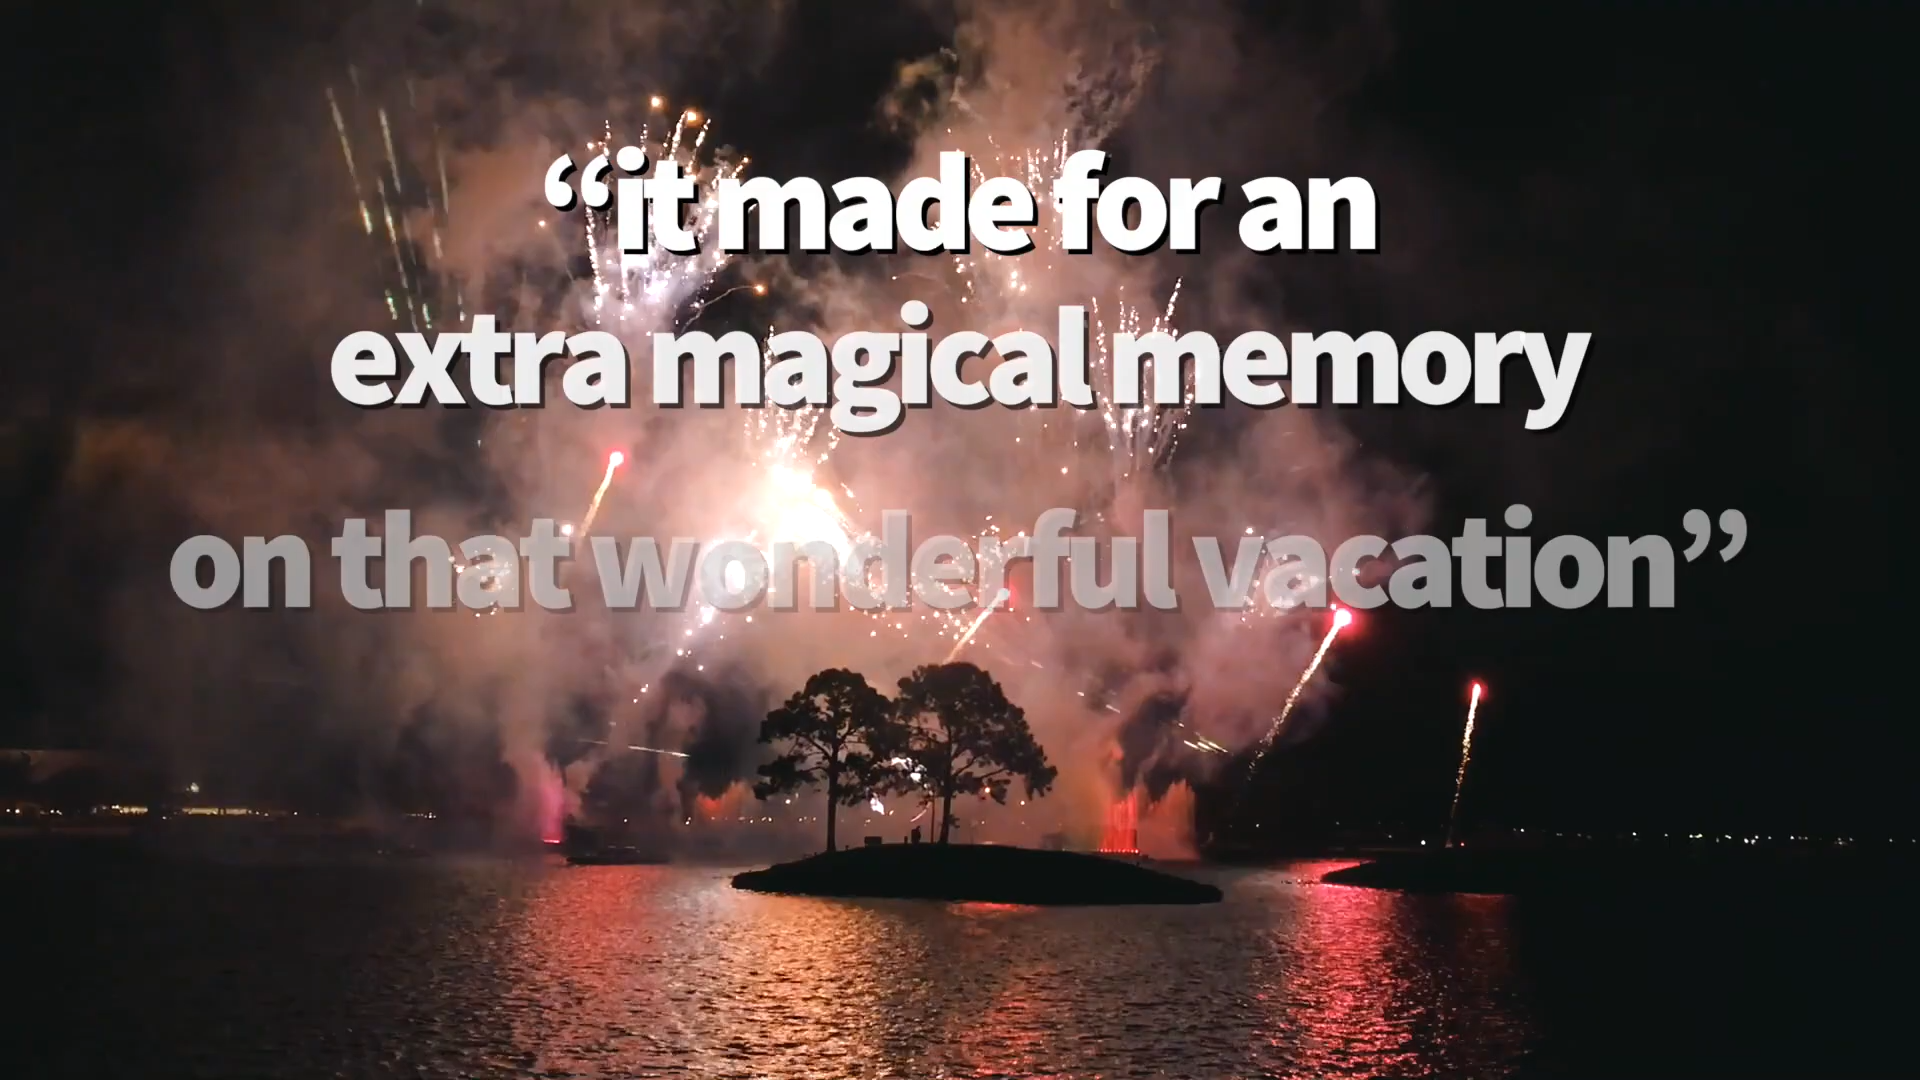 “it made for an
extra magical memory
on that wonderful vacation”